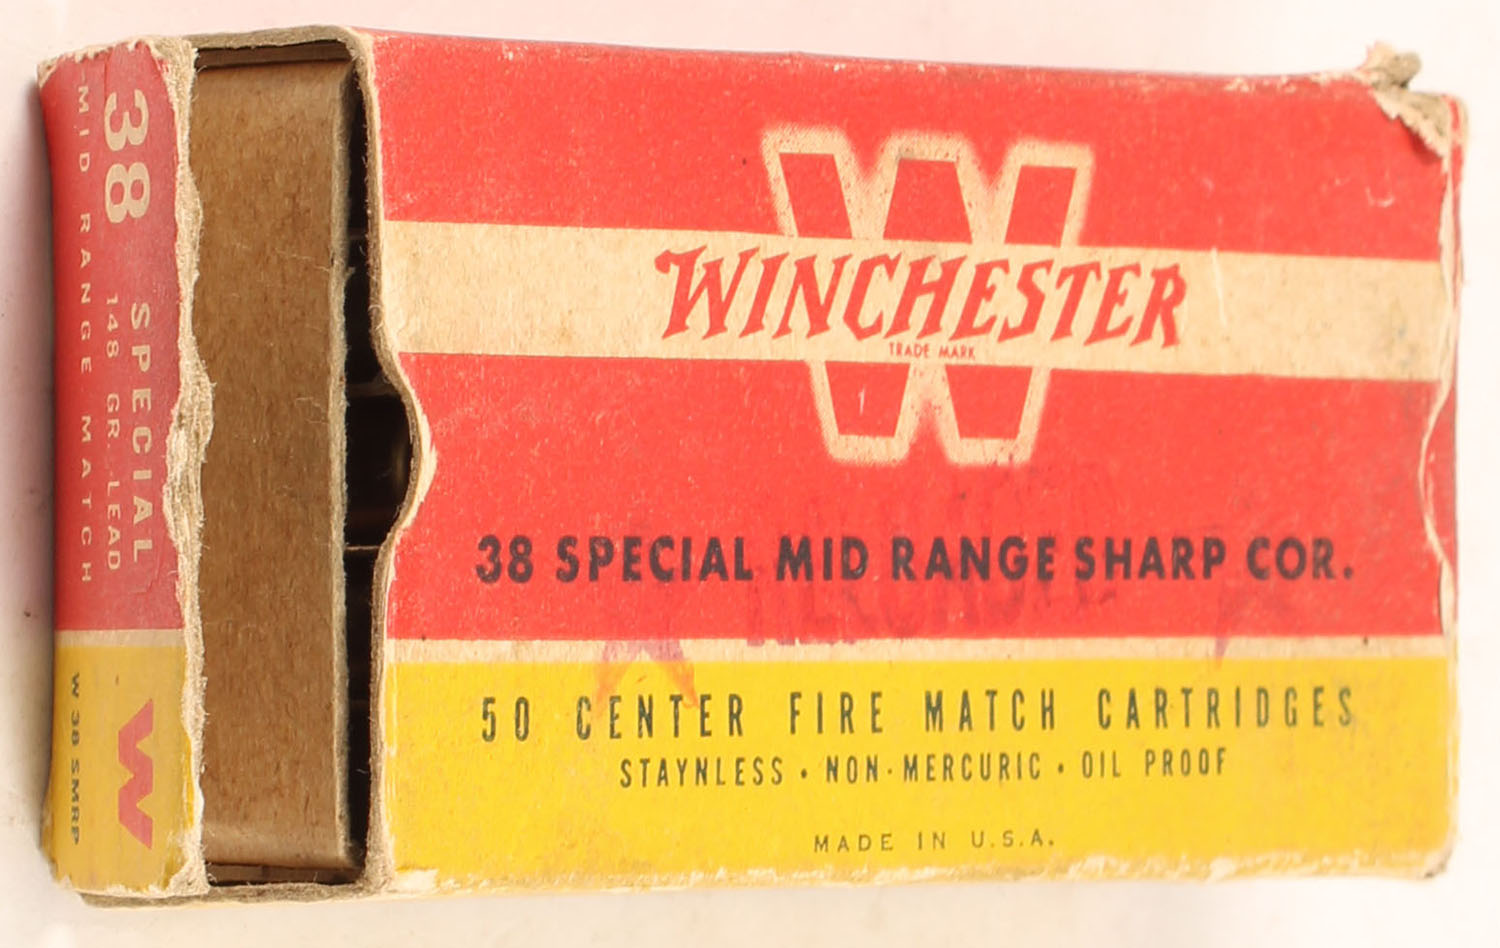 WINCHESTER
TRADE MARK
38 SPECIAL MID RANGE SHARP COR.
50 CENTER FIRE MATCH CARTRIDGES
STAYNLESS · NON-MERCURIC · OIL PROOF
MADE IN U.S.A.
38 SPECIAL
148 GR. LEAD
MID RANGE MATCH
W
W 38 SMRP